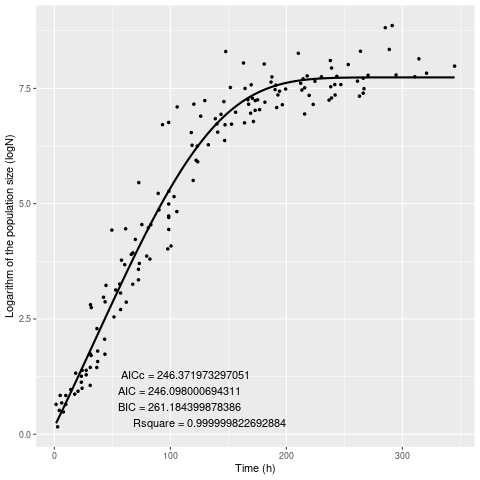 Logarithm of the population size (logN)
7.5
5.0
2.5
0.0
AICc = 246.371973297051
AIC = 246.098000694311
BIC = 261.184399878386
Rsquare = 0.999999822692884
0 100 200 300
Time (h)